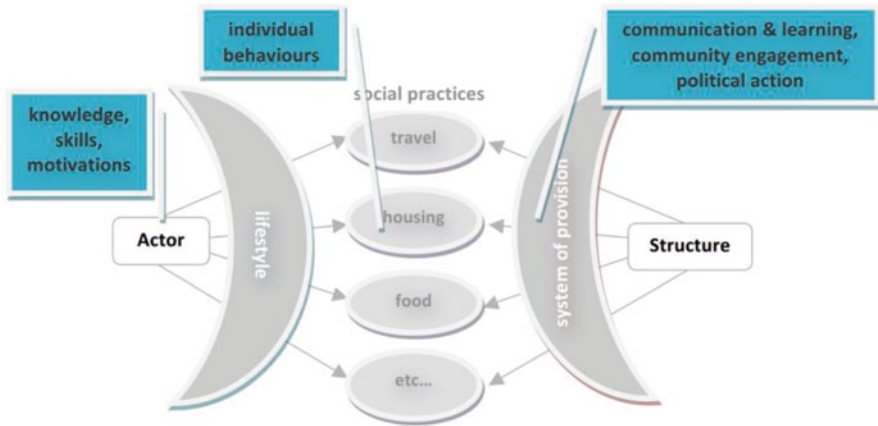 individual
behaviours
communication & learning,
community engagement,
political action
knowledge,
skills,
motivations
social practices
travel
housing
food
etc...
Actor
lifestyle
system of provision
Structure